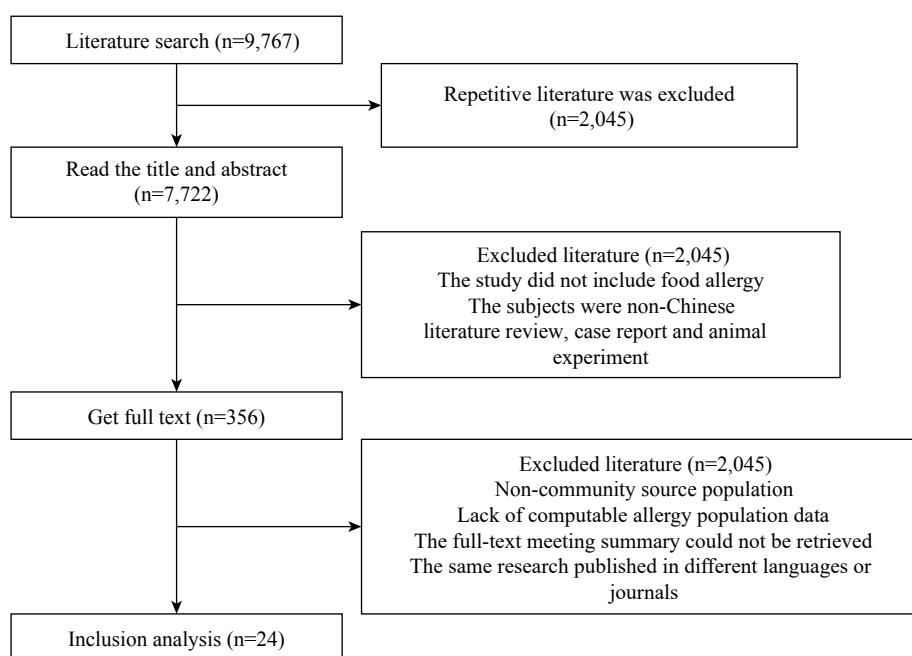 Literature search (n=9,767)
Repetitive literature was excluded
(n=2,045)
Read the title and abstract
(n=7,722)
Excluded literature (n=2,045)
The study did not include food allergy
The subjects were non-Chinese
literature review, case report and animal
experiment
Get full text (n=356)
Excluded literature (n=2,045)
Non-community source population
Lack of computable allergy population data
The full-text meeting summary could not be retrieved
The same research published in different languages or
journals
Inclusion analysis (n=24)